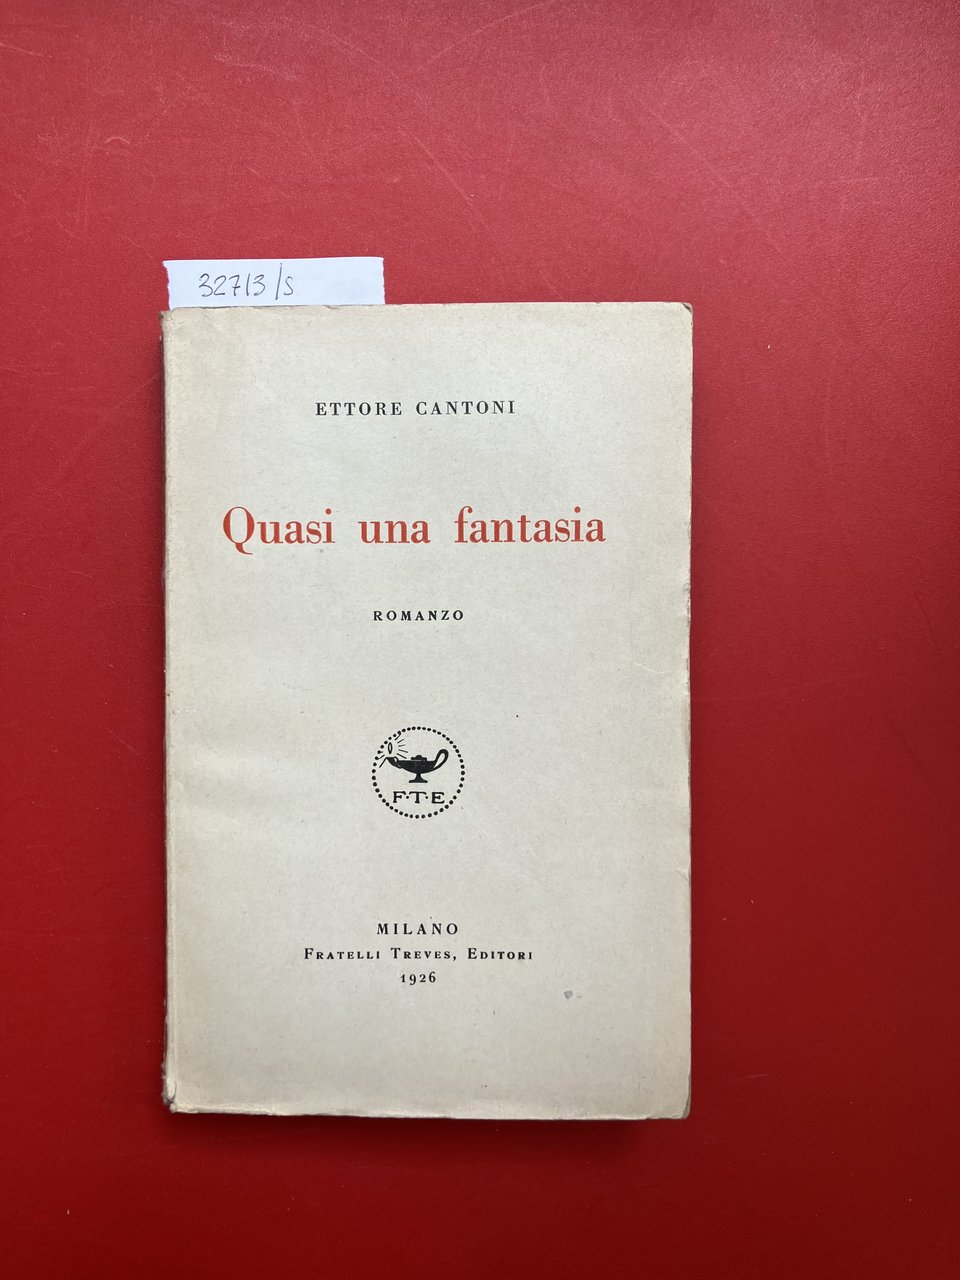 32713/s
ETTORE CANTONI
Quasi una fantasia
ROMANZO
F·T·E
MILANO
FRATELLI TREVES, EDITORI
1926